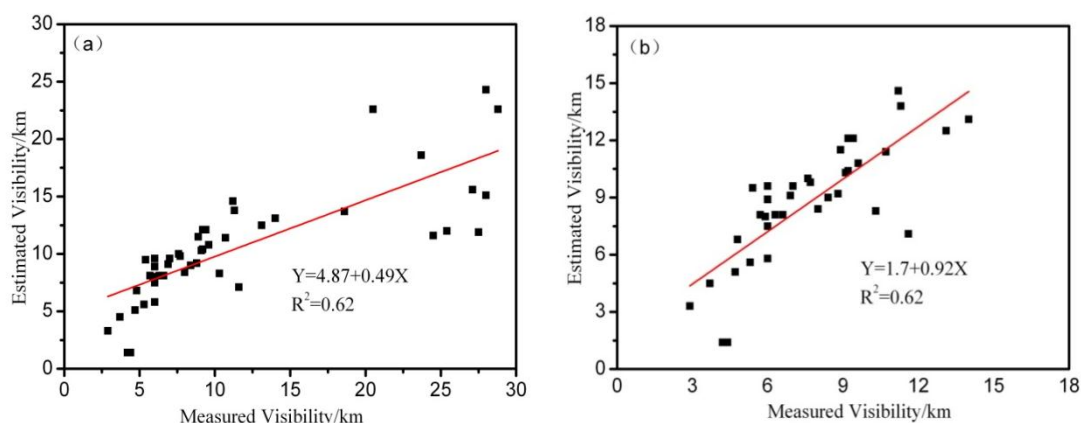 （a）
30
25
20
15
10
5
0
Estimated Visibility/km
Y=4.87+0.49X
R²=0.62
0 5 10 15 20 25 30
Measured Visibility/km
（b）
18
15
12
9
6
3
0
Estimated Visibility/km
Y=1.7+0.92X
R²=0.62
0 3 6 9 12 15 18
Measured Visibility/km